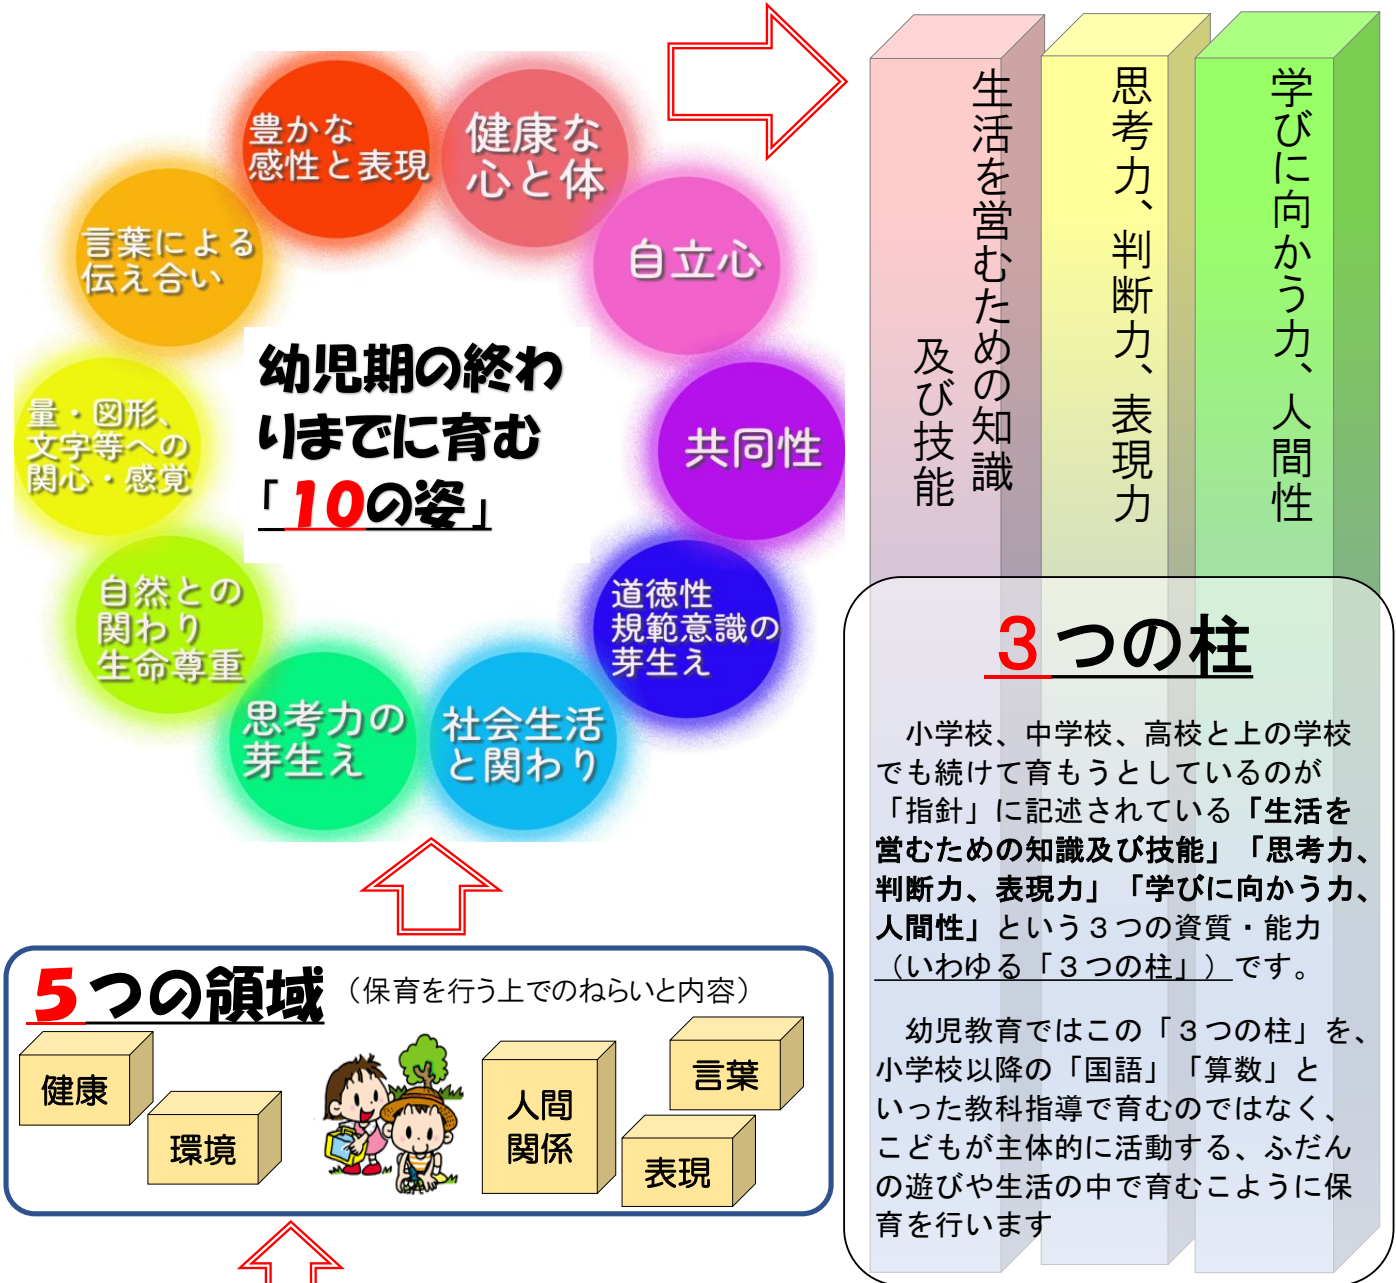 豊かな
感性と表現
健康な
心と体
自立心
共同性
道徳性
規範意識の
芽生え
社会生活
と関わり
思考力の
芽生え
自然との
関わり
生命尊重
量・図形、
文字等への
関心・感覚
言葉による
伝え合い
幼児期の終わ
りまでに育む
「10の姿」
生活を営むための知識
及び技能
思考力、判断力、表現力
学びに向かう力、人間性
3つの柱
小学校、中学校、高校と上の学校
でも続けて育もうとしているのが
「指針」に記述されている「生活を
営むための知識及び技能」「思考力、
判断力、表現力」「学びに向かう力、
人間性」という３つの資質・能力
（いわゆる「３つの柱」）です。
幼児教育ではこの「３つの柱」を、
小学校以降の「国語」「算数」と
いった教科指導で育むのではなく、
こどもが主体的に活動する、ふだん
の遊びや生活の中で育むこように保
育を行います
5つの領域（保育を行う上でのねらいと内容）
健康
環境
人間
関係
言葉
表現